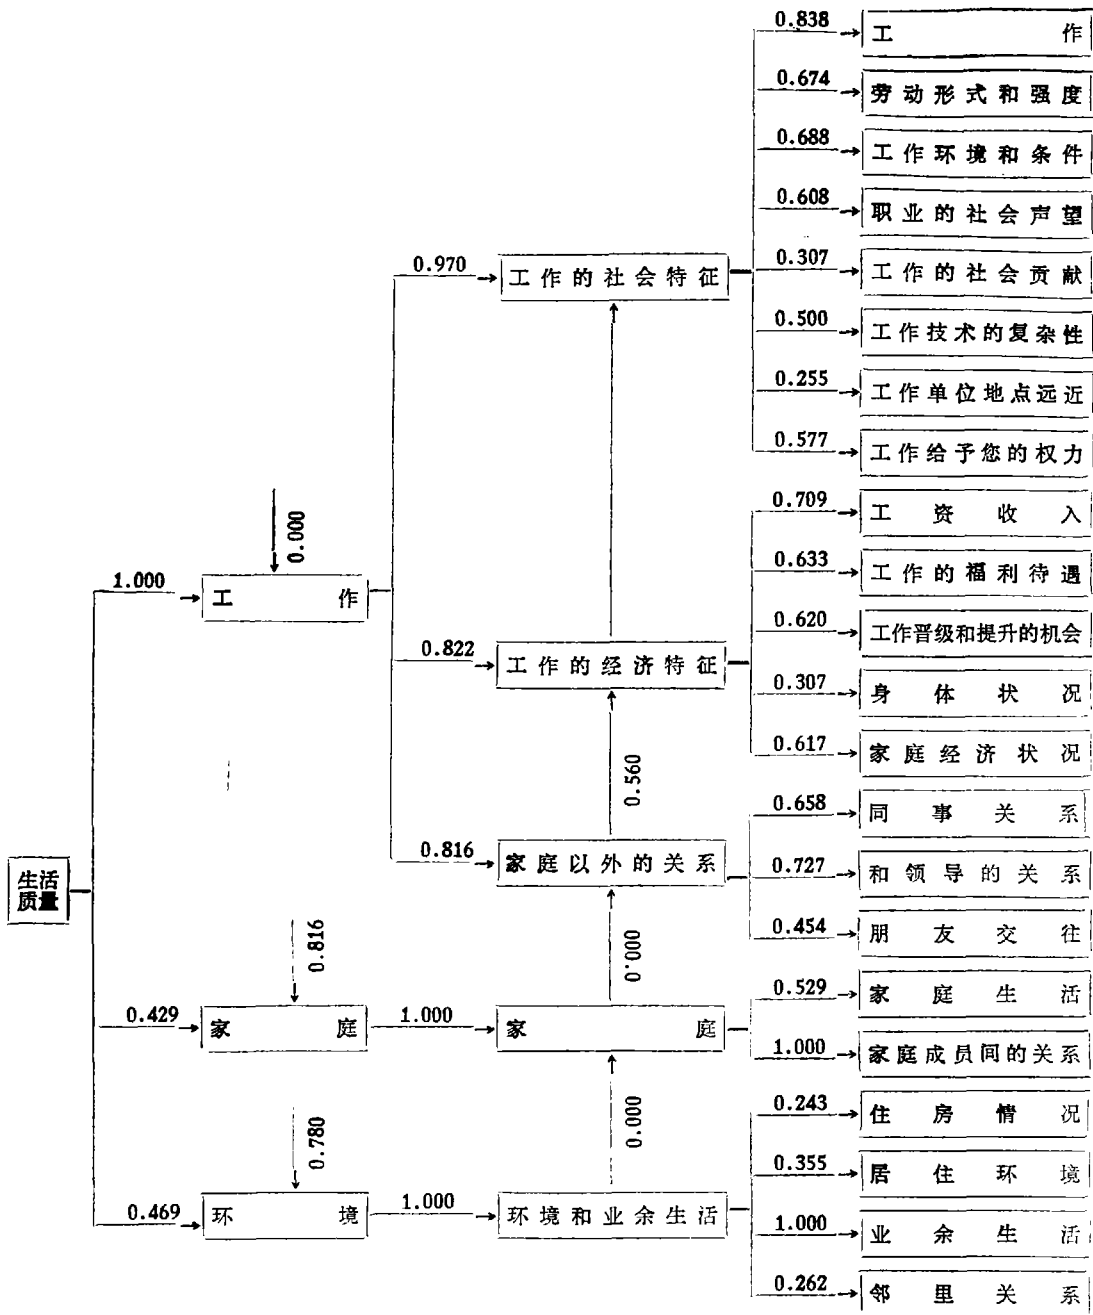 0.838
工作
0.674
劳动形式和强度
0.688
工作环境和条件
0.608
职业的社会声望
0.970
工作的社会特征
0.307
工作的社会贡献
0.500
工作技术的复杂性
0.255
工作单位地点远近
0.577
工作给予您的权力
0.709
工资收入
0.000
1.000
工作
0.633
工作的福利待遇
0.620
工作晋级和提升的机会
0.822
工作的经济特征
0.307
身体状况
0.617
家庭经济状况
0.560
0.658
同事关系
0.816
家庭以外的关系
0.727
和领导的关系
生活
质量
0.454
朋友交往
0.816
0.000
0.529
家庭生活
0.429
家庭
1.000
家庭
1.000
家庭成员间的关系
0.780
0.000
0.243
住房情况
0.355
居住环境
0.469
环境
1.000
环境和业余生活
1.000
业余生活
0.262
邻里关系